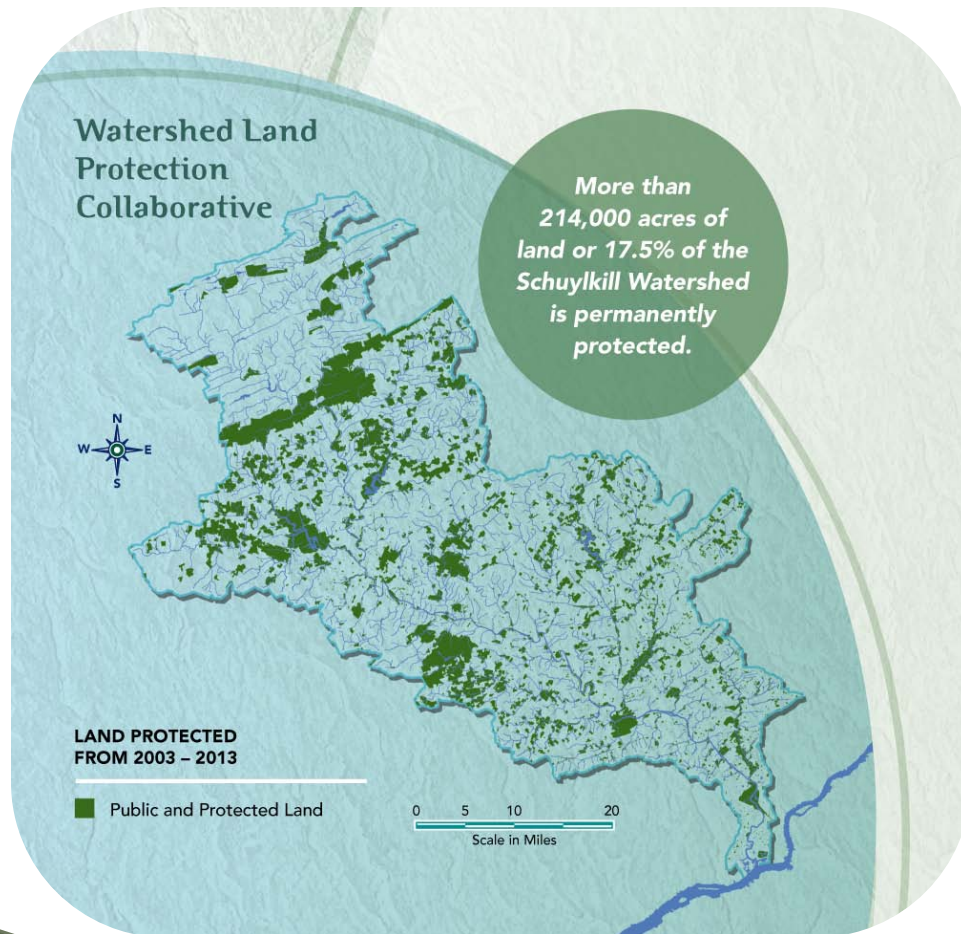 Watershed Land
Protection
Collaborative
More than
214,000 acres of
land or 17.5% of the
Schuylkill Watershed
is permanently
protected.
N
W E
S
LAND PROTECTED
FROM 2003 – 2013
Public and Protected Land
0 5 10 20
Scale in Miles